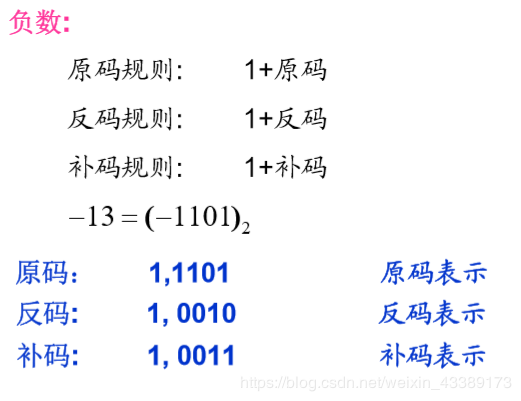 负数:
原码规则: 1+原码
反码规则: 1+反码
补码规则: 1+补码
−13 = (−1101)₂
原码: 1,1101 原码表示
反码: 1, 0010 反码表示
补码: 1, 0011 补码表示
https://blog.csdn.net/weixin_43389173